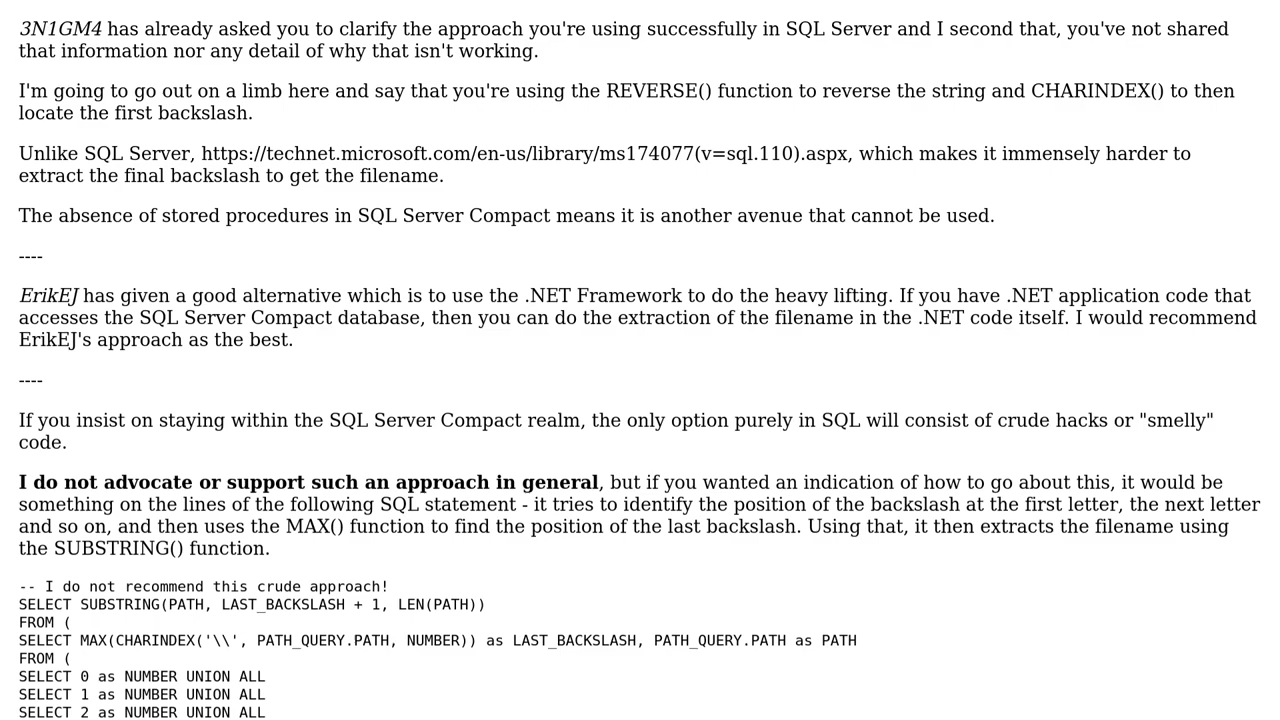 3N1GM4 has already asked you to clarify the approach you're using successfully in SQL Server and I second that, you've not shared
that information nor any detail of why that isn't working.
I'm going to go out on a limb here and say that you're using the REVERSE() function to reverse the string and CHARINDEX() to then
locate the first backslash.
Unlike SQL Server, https://technet.microsoft.com/en-us/library/ms174077(v=sql.110).aspx, which makes it immensely harder to
extract the final backslash to get the filename.
The absence of stored procedures in SQL Server Compact means it is another avenue that cannot be used.
----
ErikEJ has given a good alternative which is to use the .NET Framework to do the heavy lifting. If you have .NET application code that
accesses the SQL Server Compact database, then you can do the extraction of the filename in the .NET code itself. I would recommend
ErikEJ's approach as the best.
----
If you insist on staying within the SQL Server Compact realm, the only option purely in SQL will consist of crude hacks or "smelly"
code.
I do not advocate or support such an approach in general, but if you wanted an indication of how to go about this, it would be
something on the lines of the following SQL statement - it tries to identify the position of the backslash at the first letter, the next letter
and so on, and then uses the MAX() function to find the position of the last backslash. Using that, it then extracts the filename using
the SUBSTRING() function.
-- I do not recommend this crude approach!
SELECT SUBSTRING(PATH, LAST_BACKSLASH + 1, LEN(PATH))
FROM (
SELECT MAX(CHARINDEX('\\', PATH_QUERY.PATH, NUMBER)) as LAST_BACKSLASH, PATH_QUERY.PATH as PATH
FROM (
SELECT 0 as NUMBER UNION ALL
SELECT 1 as NUMBER UNION ALL
SELECT 2 as NUMBER UNION ALL